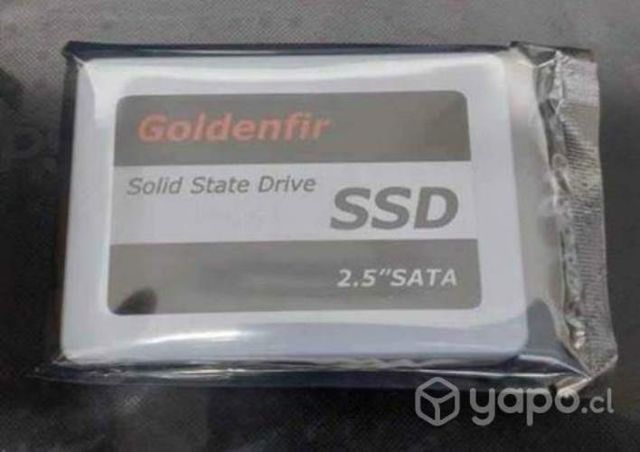 Goldenfir
Solid State Drive
SSD
2.5"SATA
yapo.cl